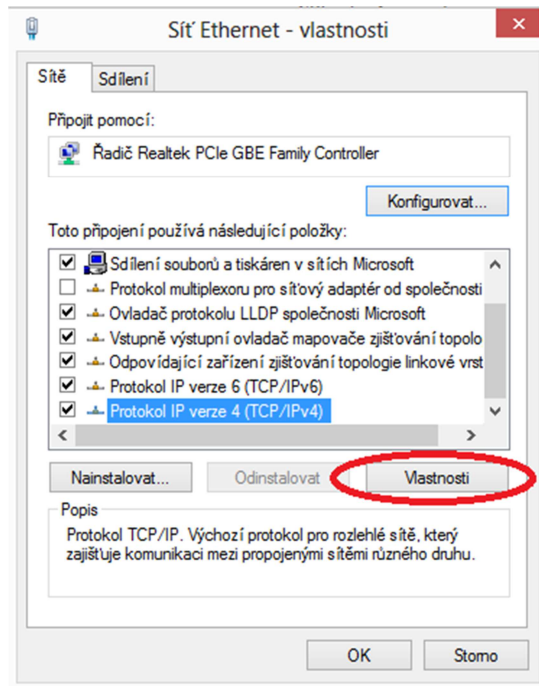 Síť Ethernet - vlastnosti
Sítě
Sdílení
Připojit pomocí:
Řadič Realtek PCIe GBE Family Controller
Konfigurovat...
Toto připojení používá následující položky:
Sdílení souborů a tiskáren v sítích Microsoft
Protokol multiplexoru pro síťový adaptér od společnosti
Ovladač protokolu LLDP společnosti Microsoft
Vstupně výstupní ovladač mapovače zjišťování topolo
Odpovídající zařízení zjišťování topologie linkové vrst
Protokol IP verze 6 (TCP/IPv6)
Protokol IP verze 4 (TCP/IPv4)
Nainstalovat...
Odinstalovat
Vlastnosti
Popis
Protokol TCP/IP. Výchozí protokol pro rozlehlé sítě, který
zajišťuje komunikaci mezi propojenými sítěmi různého druhu.
OK
Storno